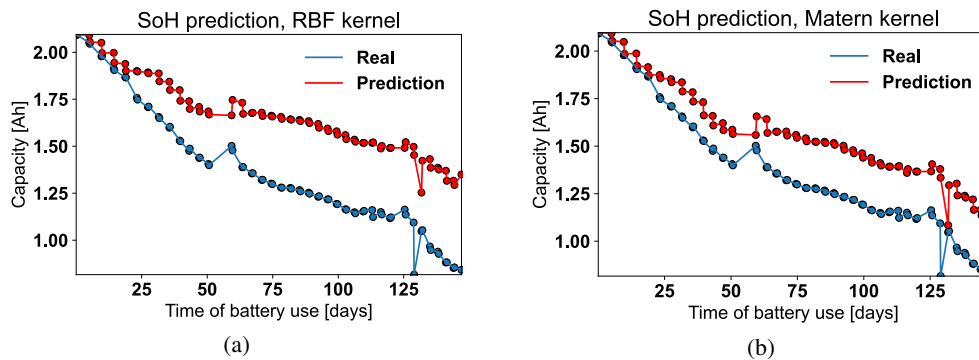 SoH prediction, RBF kernel
2.00
1.75
1.50
1.25
1.00
Capacity [Ah]
Real
Prediction
25
50
75
100
125
Time of battery use [days]
(a)
SoH prediction, Matern kernel
2.00
1.75
1.50
1.25
1.00
Capacity [Ah]
Real
Prediction
25
50
75
100
125
Time of battery use [days]
(b)